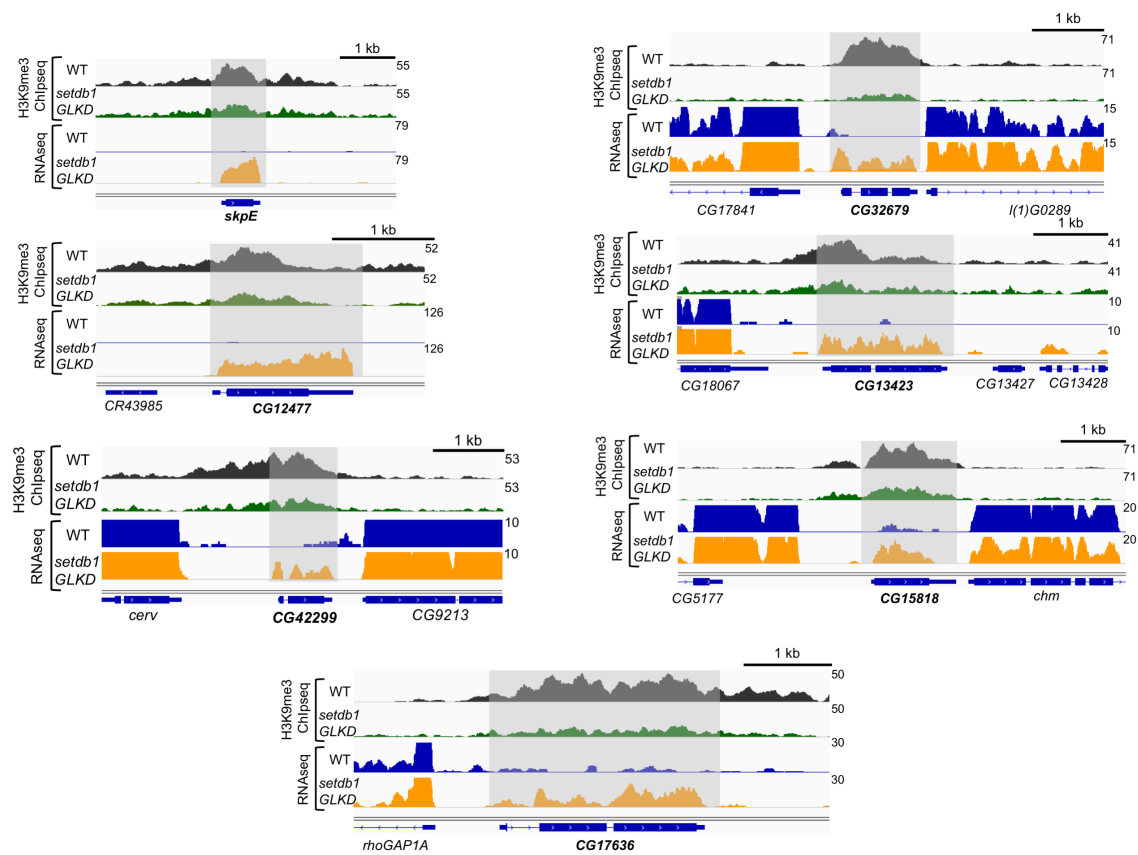 1 kb
H3K9me3
ChIpseq
WT
55
setdb1
GLKD
55
RNAseq
WT
79
setdb1
GLKD
79
skpE
1 kb
H3K9me3
ChIpseq
WT
71
setdb1
GLKD
71
RNAseq
WT
15
setdb1
GLKD
15
CG17841 CG32679 l(1)G0289
1 kb
H3K9me3
ChIpseq
WT
52
setdb1
GLKD
52
RNAseq
WT
126
setdb1
GLKD
126
CR43985 CG12477
1 kb
H3K9me3
ChIpseq
WT
41
setdb1
GLKD
41
RNAseq
WT
10
setdb1
GLKD
10
CG18067 CG13423 CG13427 CG13428
1 kb
H3K9me3
ChIpseq
WT
53
setdb1
GLKD
53
RNAseq
WT
10
setdb1
GLKD
10
cerv CG42299 CG9213
1 kb
H3K9me3
ChIpseq
WT
71
setdb1
GLKD
71
RNAseq
WT
20
setdb1
GLKD
20
CG5177 CG15818 chm
1 kb
H3K9me3
ChIpseq
WT
50
setdb1
GLKD
50
RNAseq
WT
30
setdb1
GLKD
30
rhoGAP1A CG17636